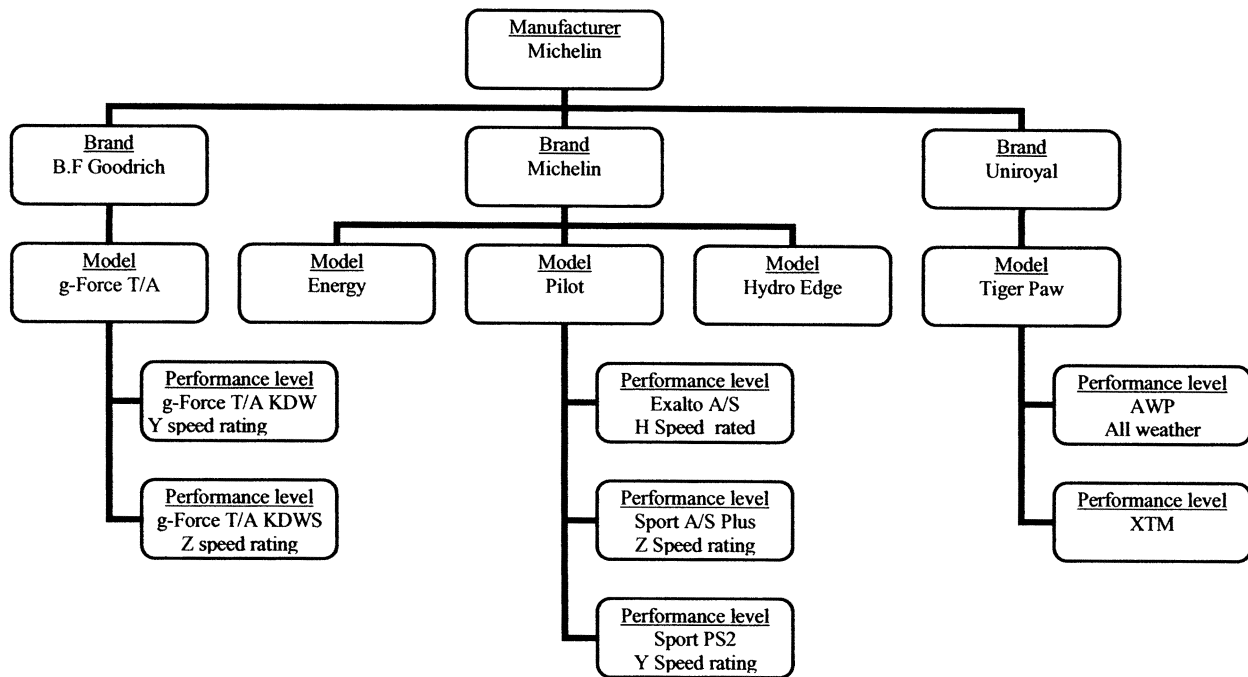 Manufacturer
Michelin
Brand
B.F Goodrich
Brand
Michelin
Brand
Uniroyal
Model
g-Force T/A
Model
Energy
Model
Pilot
Model
Hydro Edge
Model
Tiger Paw
Performance level
g-Force T/A KDW
Y speed rating
Performance level
g-Force T/A KDWS
Z speed rating
Performance level
Exalto A/S
H Speed rated
Performance level
Sport A/S Plus
Z Speed rating
Performance level
Sport PS2
Y Speed rating
Performance level
AWP
All weather
Performance level
XTM